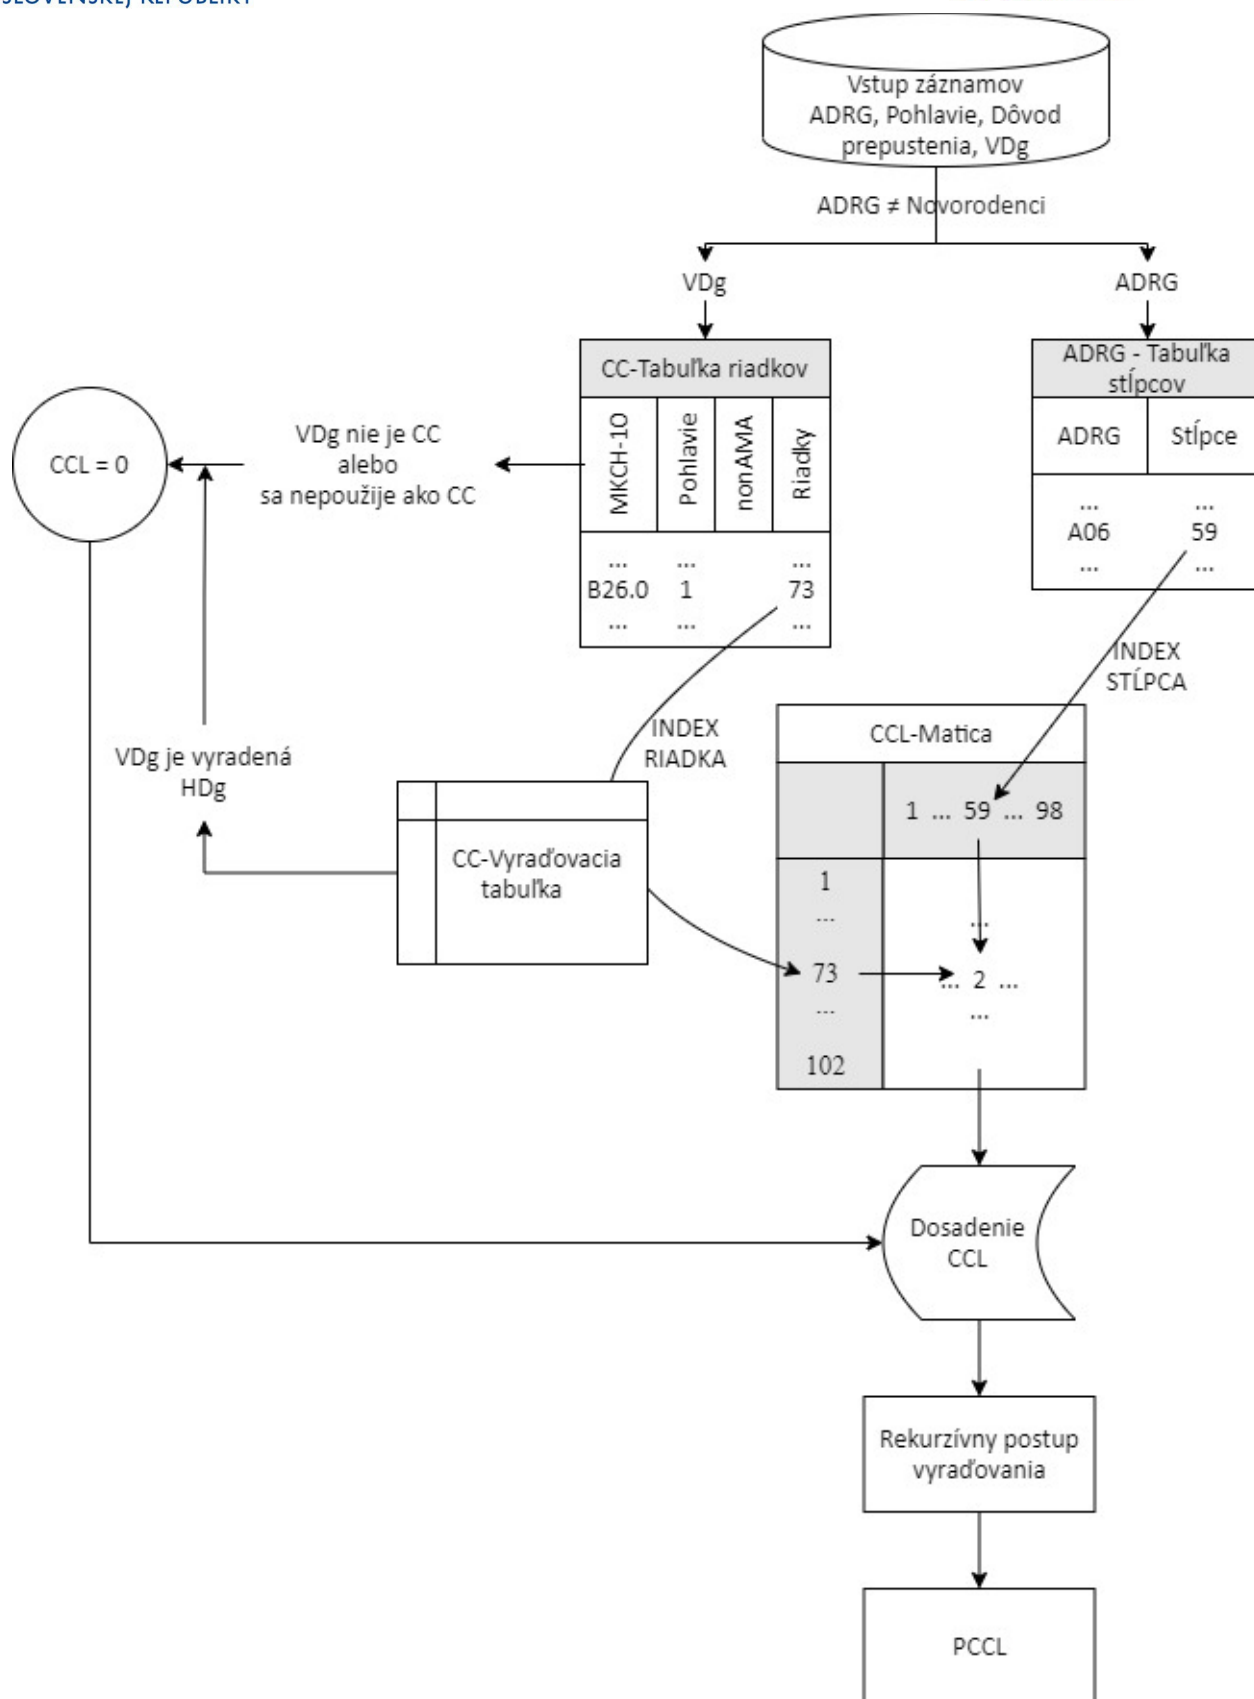 SLOVENSKEJ REPUBLIKY
Vstup záznamov
ADRG, Pohlavie, Dôvod
prepustenia, VDg
ADRG ≠ Novorodenci
VDg
ADRG
CC-Tabuľka riadkov
MKCH-10
Pohlavie
nonAMA
Riadky
... ... ...
B26.0 1 73
... ... ...
ADRG - Tabuľka
stĺpcov
ADRG Stĺpce
... ...
A06 59
... ...
VDg nie je CC
alebo
sa nepoužije ako CC
CCL = 0
INDEX
STĹPCA
INDEX
RIADKA
VDg je vyradená
HDg
CC-Vyraďovacia
tabuľka
CCL-Matica
1 ... 59 ... 98
1
... ...
73 ... 2 ...
... ...
102
Dosadenie
CCL
Rekurzívny postup
vyraďovania
PCCL